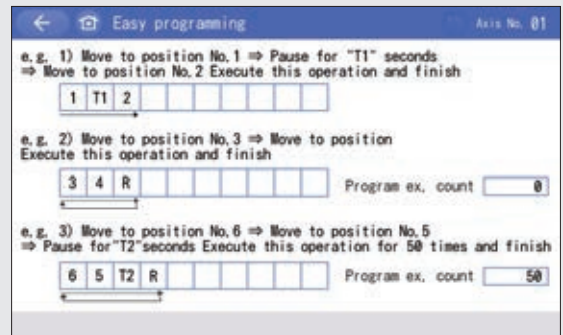 Easy programming
Axis No. 01
e.g. 1) Move to position No.1 ⇒ Pause for "T1" seconds
⇒ Move to position No.2 Execute this operation and finish
1 T1 2
e.g. 2) Move to position No.3 ⇒ Move to position
Execute this operation and finish
3 4 R
Program ex. count 0
e.g. 3) Move to position No.6 ⇒ Move to position No.5
⇒ Pause for"T2"seconds Execute this operation for 50 times and finish
6 5 T2 R
Program ex. count 50